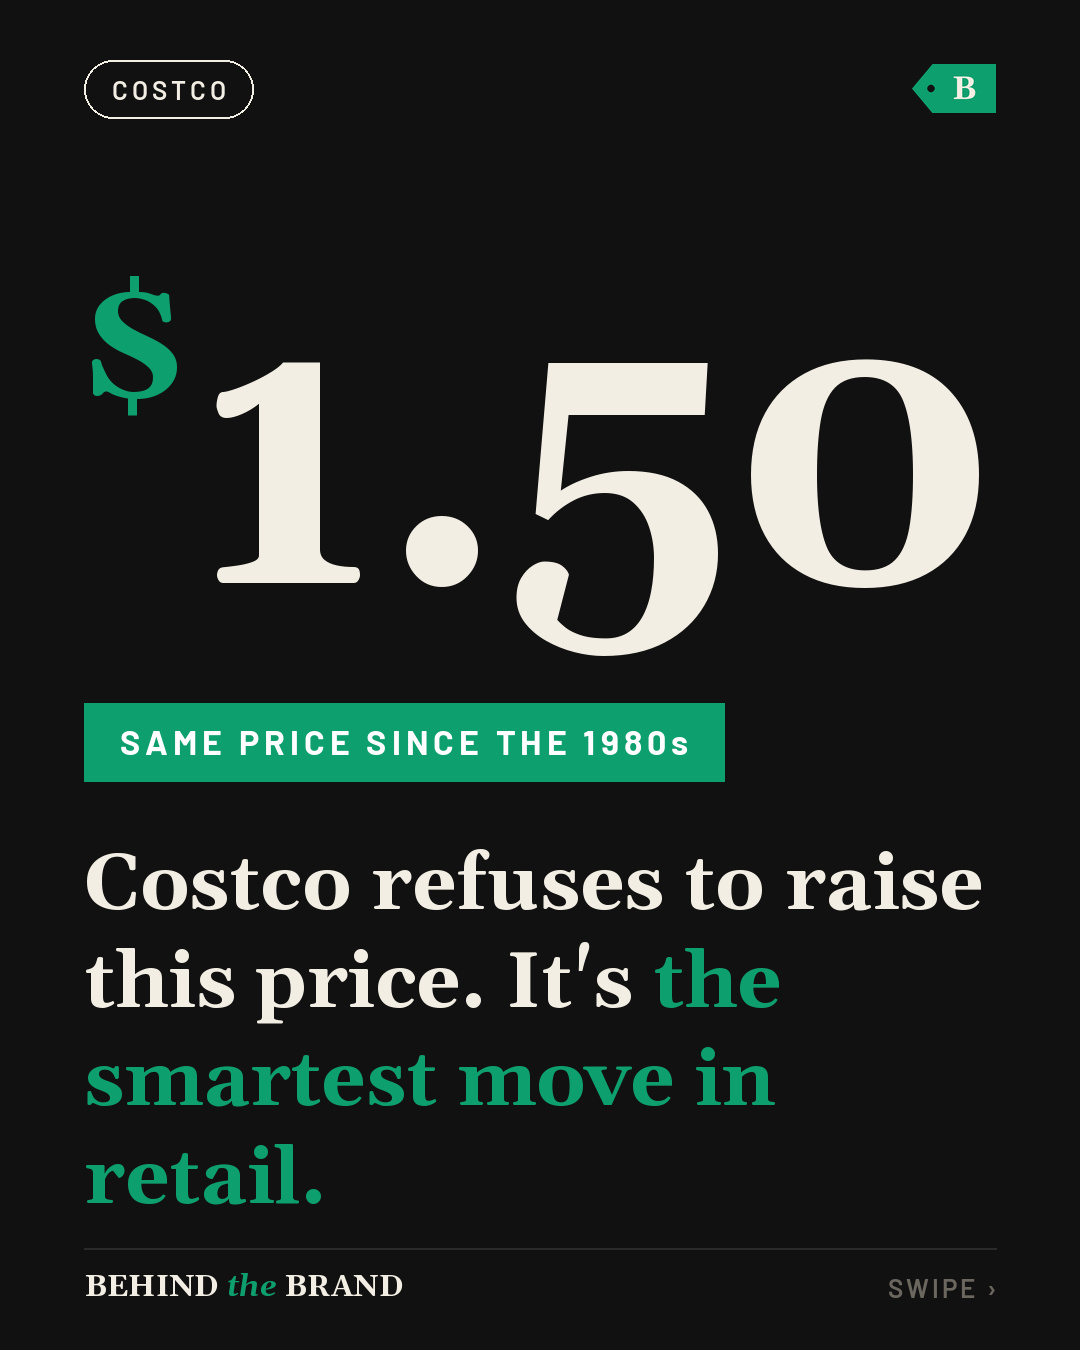 COSTCO
B
$1.50
SAME PRICE SINCE THE 1980s
Costco refuses to raise
this price. It's the
smartest move in
retail.
BEHIND the BRAND
SWIPE ›